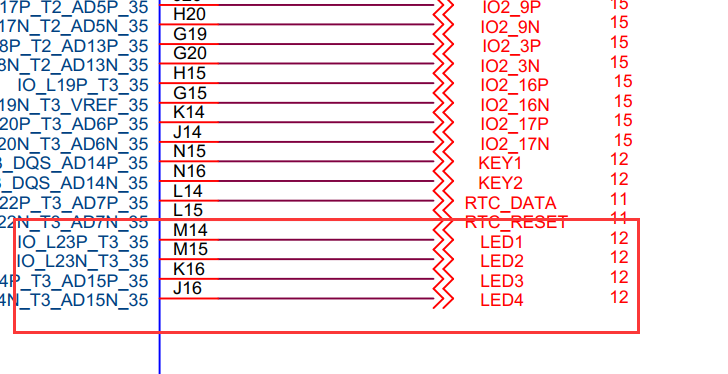 17P_T2_AD5P_35 IO2_9P 15
17N_T2_AD5N_35 H20 IO2_9N 15
8P_T2_AD13P_35 G19 IO2_3P 15
8N_T2_AD13N_35 G20 IO2_3N 15
IO_L19P_T3_35 H15 IO2_16P 15
19N_T3_VREF_35 G15 IO2_16N 15
20P_T3_AD6P_35 K14 IO2_17P 15
20N_T3_AD6N_35 J14 IO2_17N 15
_DQS_AD14P_35 N15 KEY1 12
_DQS_AD14N_35 N16 KEY2 12
22P_T3_AD7P_35 L14 RTC_DATA 11
22N_T3_AD7N_35 L15 RTC_RESET 11
IO_L23P_T3_35 M14 LED1 12
IO_L23N_T3_35 M15 LED2 12
4P_T3_AD15P_35 K16 LED3 12
4N_T3_AD15N_35 J16 LED4 12